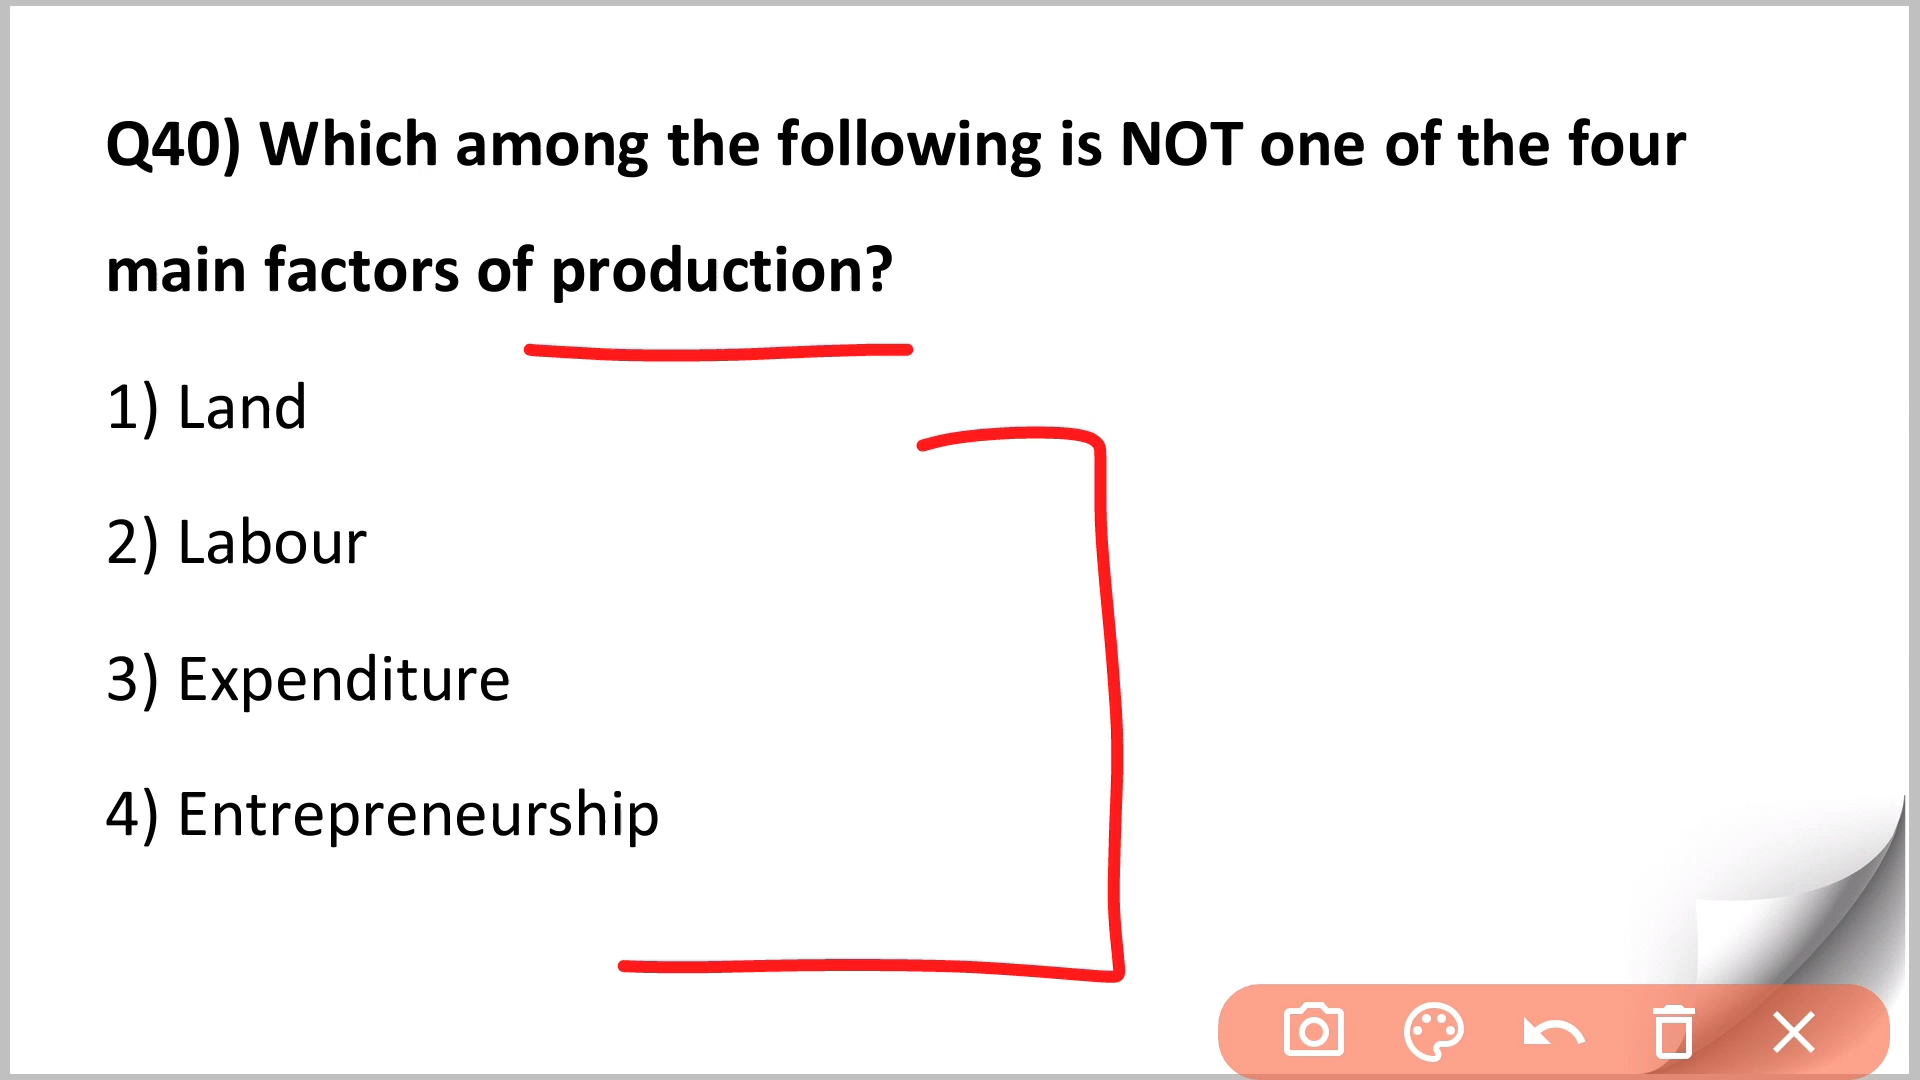 Q40) Which among the following is NOT one of the four
main factors of production?
1) Land
2) Labour
3) Expenditure
4) Entrepreneurship